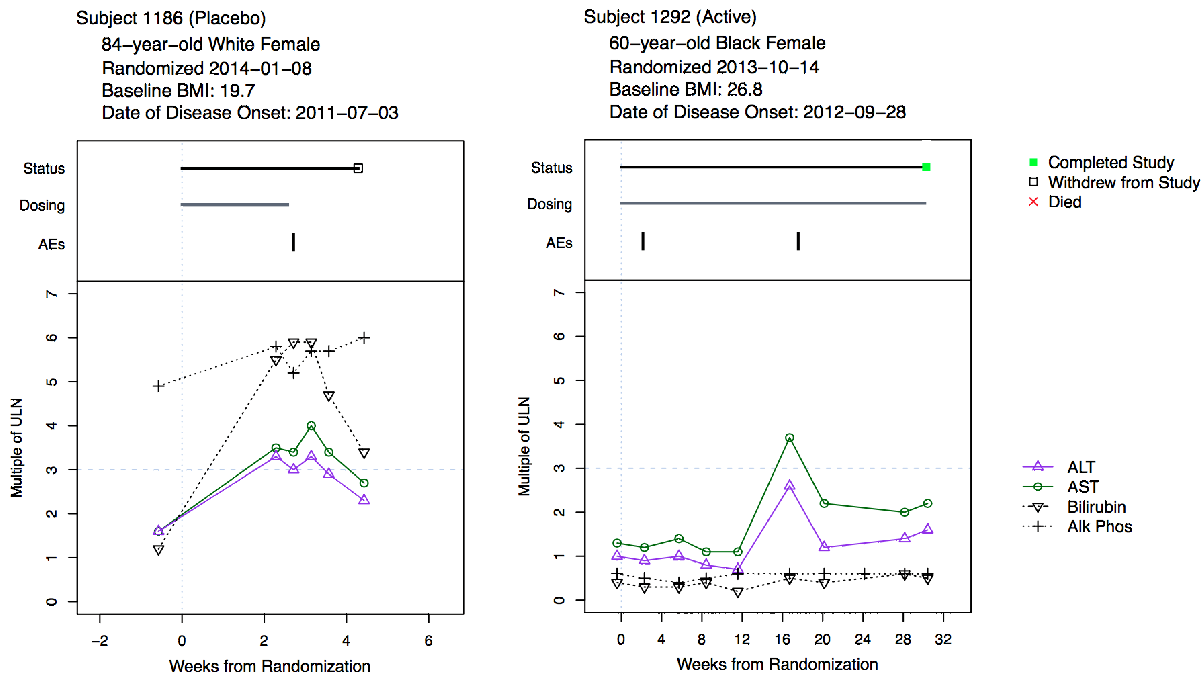 Subject 1186 (Placebo)
84-year-old White Female
Randomized 2014-01-08
Baseline BMI: 19.7
Date of Disease Onset: 2011-07-03
Status
Dosing
AEs
Multiple of ULN
7
6
5
4
3
2
1
0
-2 0 2 4 6
Weeks from Randomization
Subject 1292 (Active)
60-year-old Black Female
Randomized 2013-10-14
Baseline BMI: 26.8
Date of Disease Onset: 2012-09-28
Status
Dosing
AEs
Multiple of ULN
7
6
5
4
3
2
1
0
0 4 8 12 16 20 24 28 32
Weeks from Randomization
Completed Study
Withdrew from Study
Died
ALT
AST
Bilirubin
Alk Phos